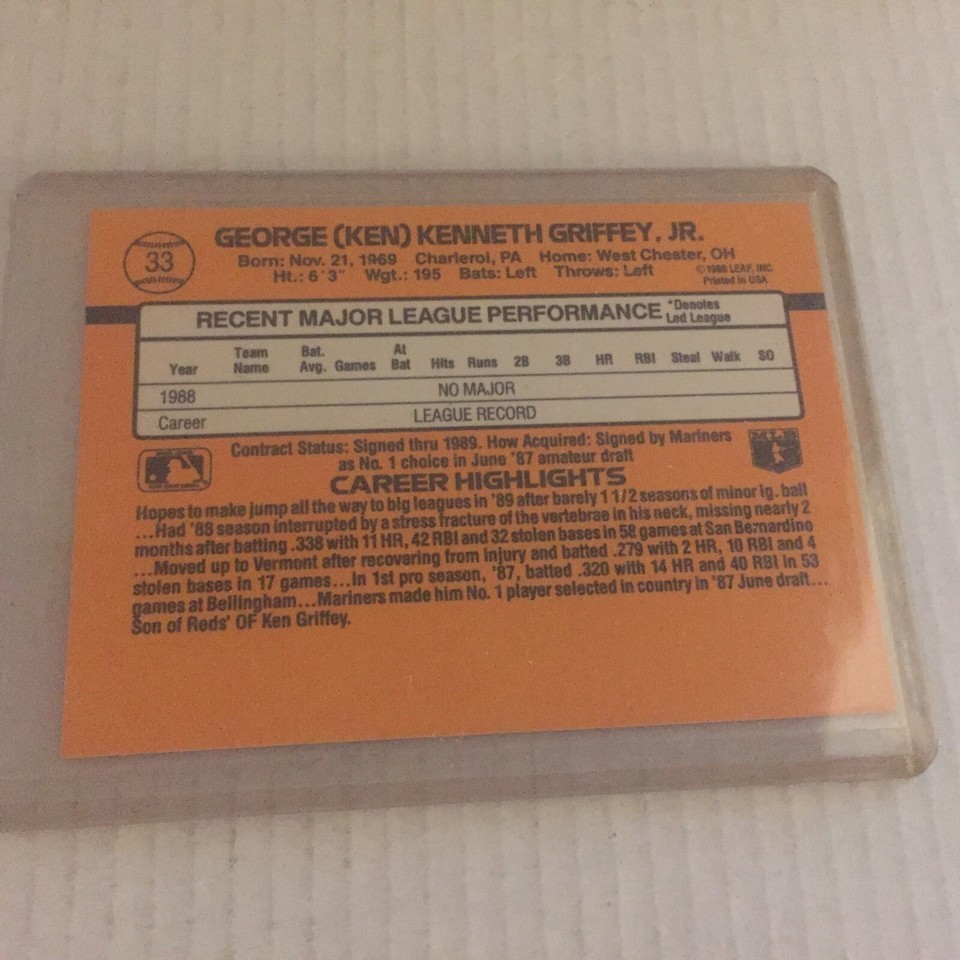 33
GEORGE (KEN) KENNETH GRIFFEY, JR.
Born: Nov. 21, 1969 Charleroi, PA Home: West Chester, OH
Ht.: 6'3" Wgt.: 195 Bats: Left Throws: Left
©1988 LEAF, INC
Printed in USA
RECENT MAJOR LEAGUE PERFORMANCE *Denotes Led League
Year Team Name Bat. Avg. Games At Bat Hits Runs 2B 3B HR RBI Steal Walk SO
1988 NO MAJOR
Career LEAGUE RECORD
Contract Status: Signed thru 1989. How Acquired: Signed by Mariners
as No. 1 choice in June '87 amateur draft
CAREER HIGHLIGHTS
Hopes to make jump all the way to big leagues in '89 after barely 1 1/2 seasons of minor lg. ball
...Had '88 season interrupted by a stress fracture of the vertebrae in his neck, missing nearly 2
months after batting .338 with 11 HR, 42 RBI and 32 stolen bases in 58 games at San Bernardino
...Moved up to Vermont after recovering from injury and batted .279 with 2 HR, 10 RBI and 4
stolen bases in 17 games...In 1st pro season, '87, batted .320 with 14 HR and 40 RBI in 53
games at Bellingham...Mariners made him No. 1 player selected in country in '87 June draft...
Son of Reds' OF Ken Griffey.